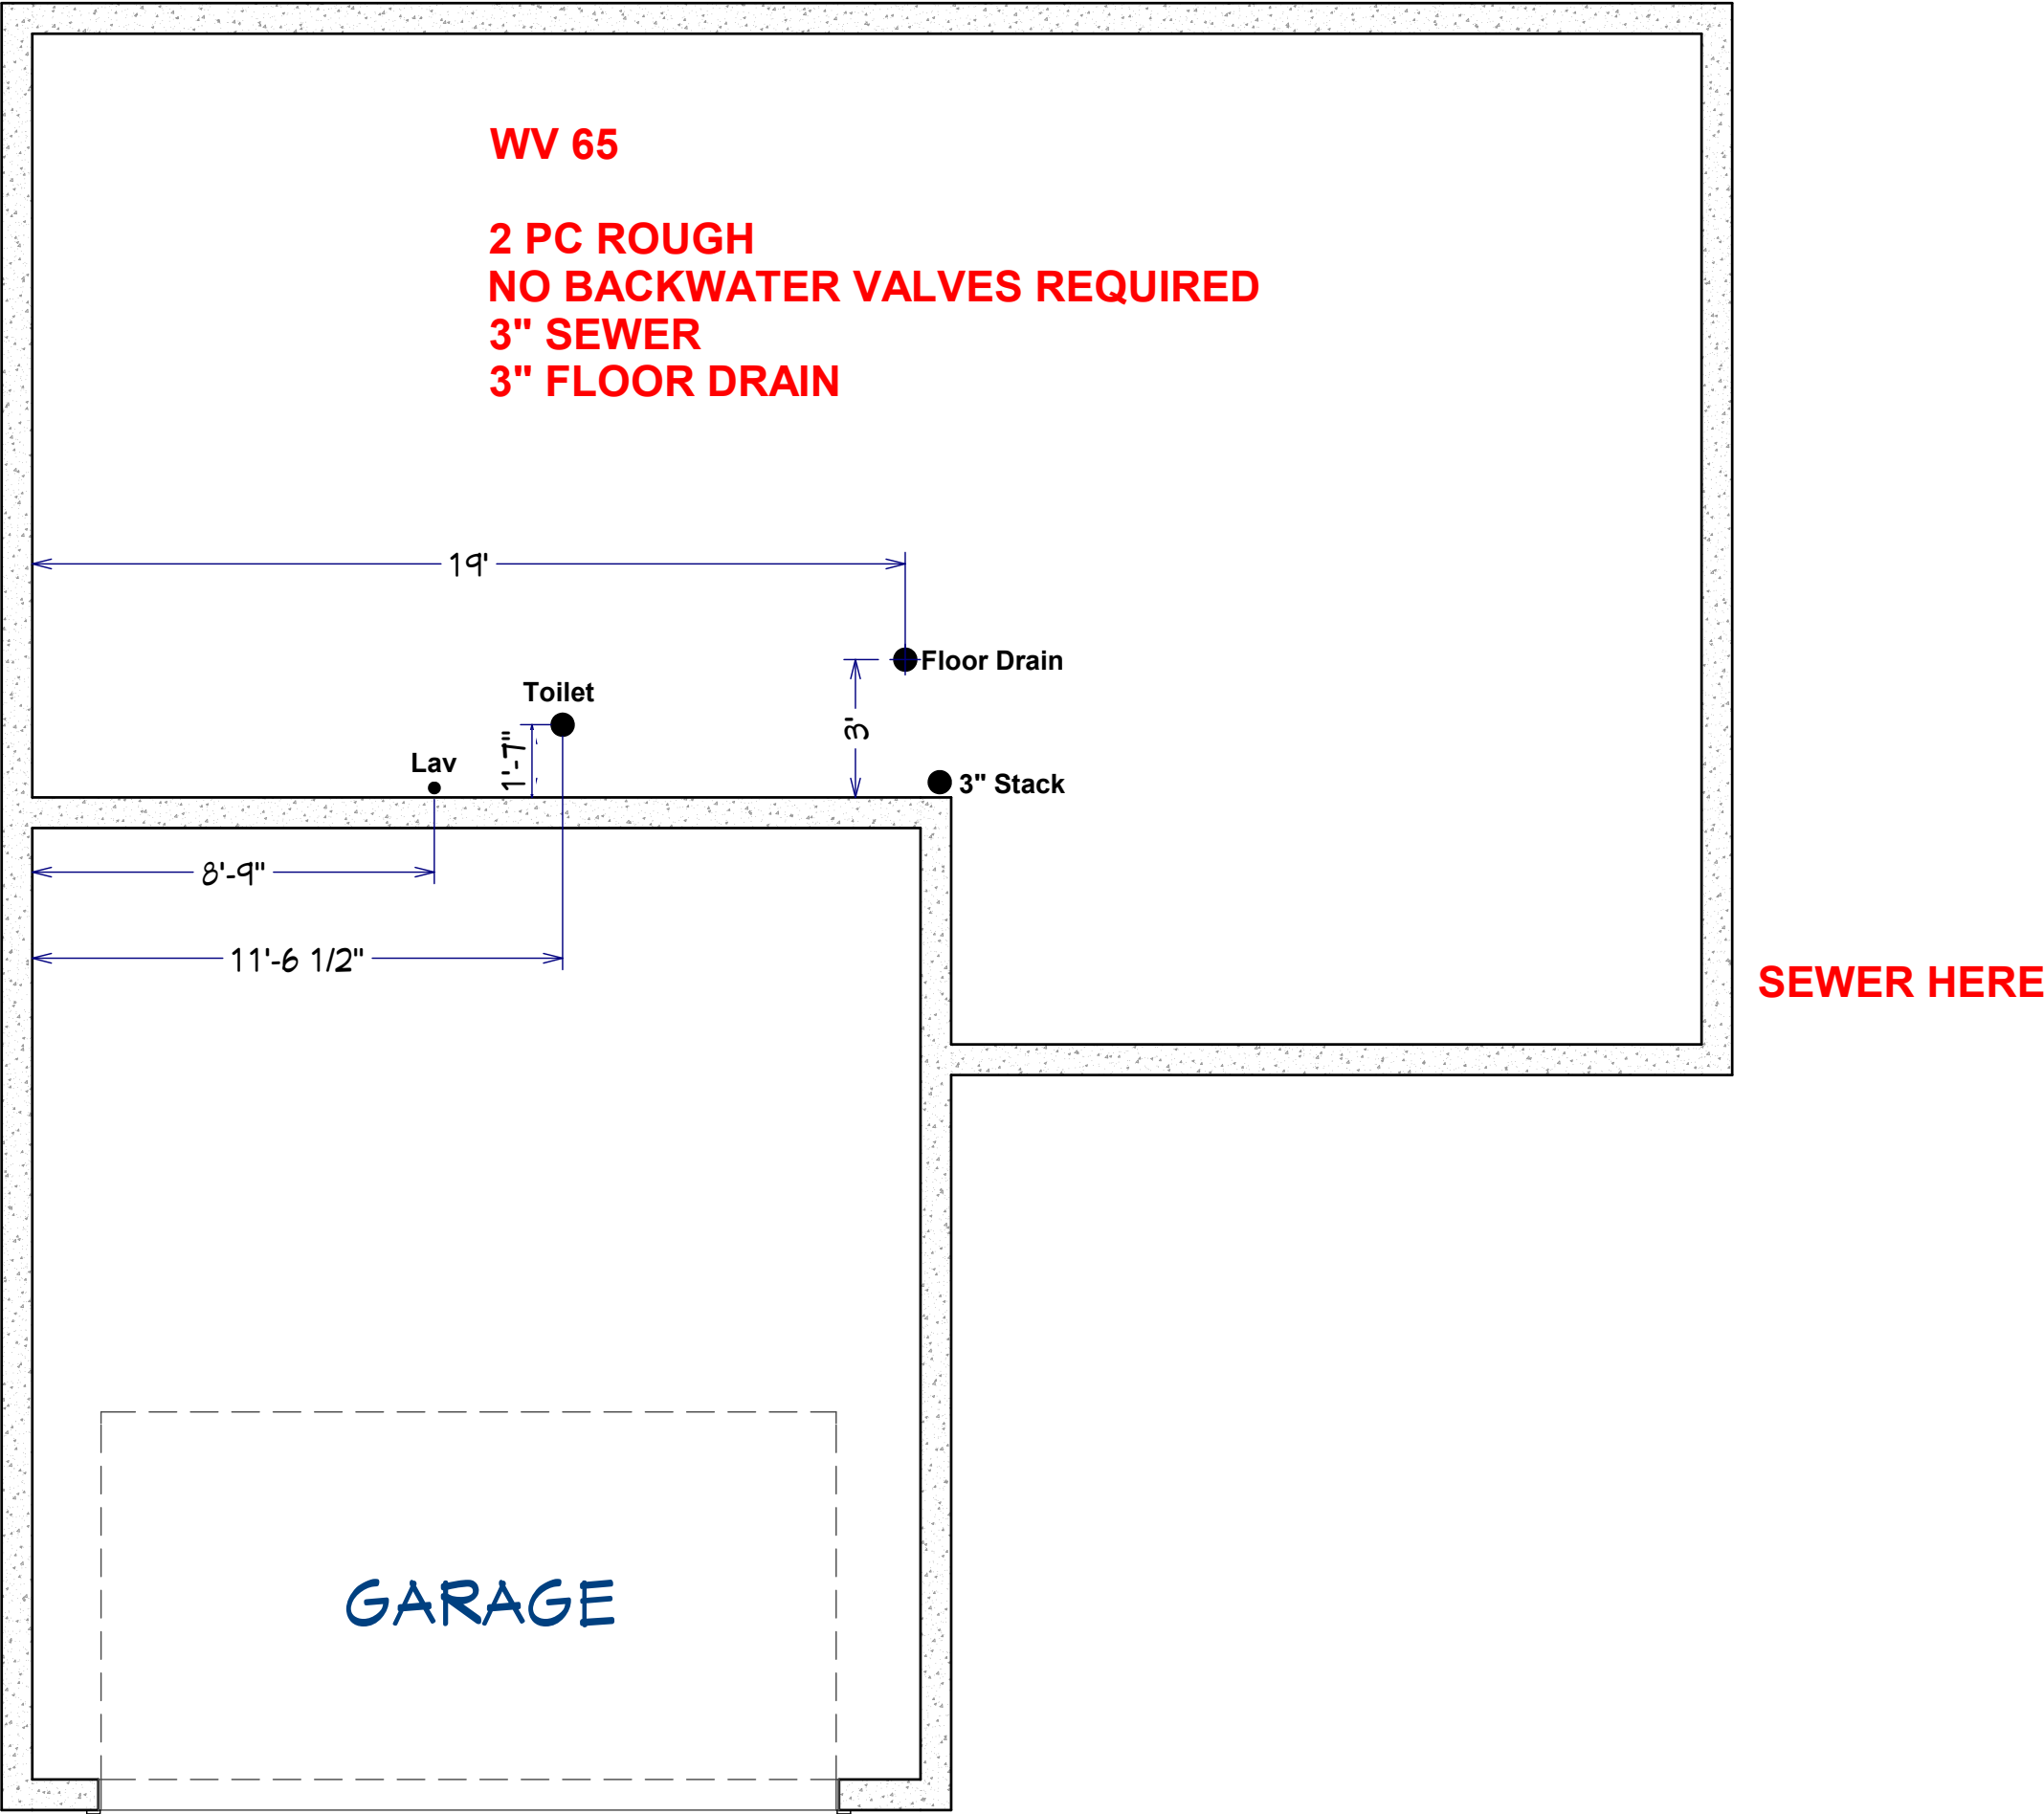 WV 65
2 PC ROUGH
NO BACKWATER VALVES REQUIRED
3" SEWER
3" FLOOR DRAIN
19'
Floor Drain
Toilet
1'-7"
3'
Lav
3" Stack
8'-9"
11'-6 1/2"
SEWER HERE
GARAGE